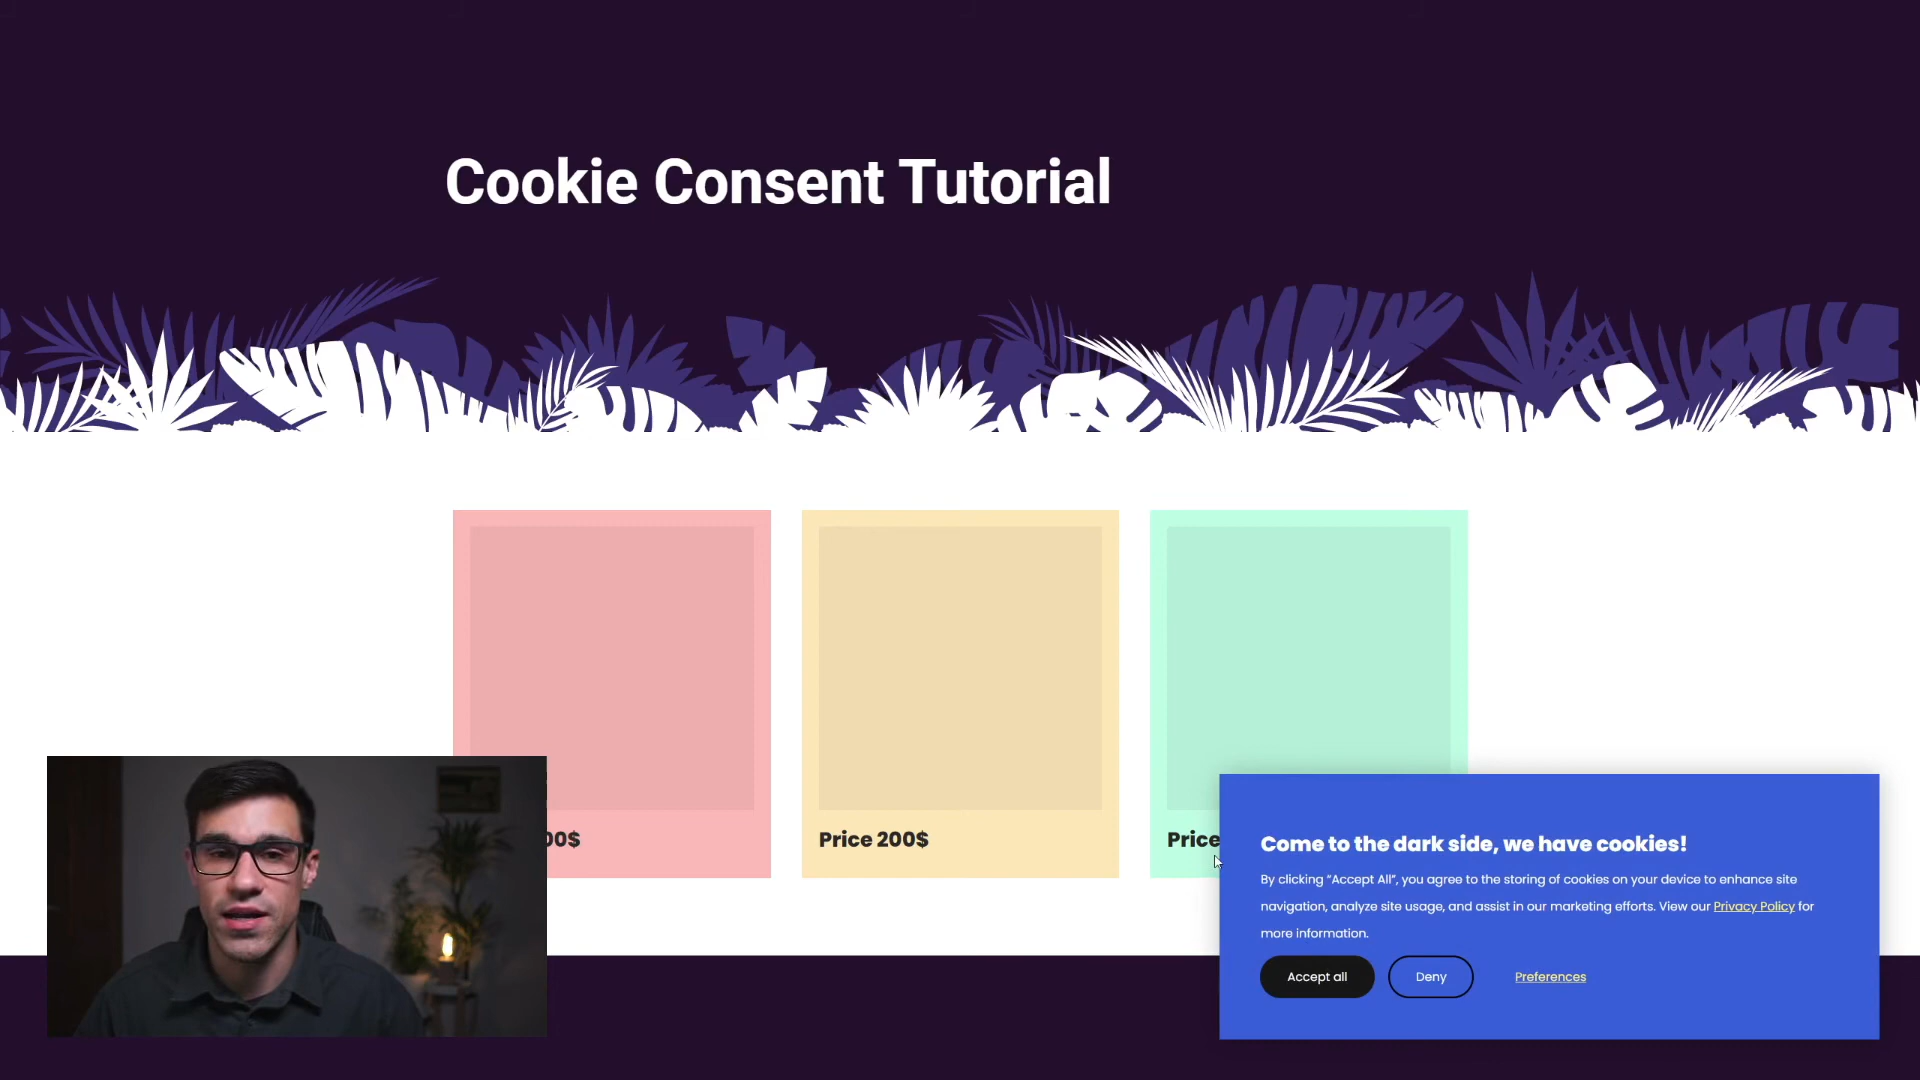 Cookie Consent Tutorial
00$
Price 200$
Price
Come to the dark side, we have cookies!
By clicking “Accept All”, you agree to the storing of cookies on your device to enhance site
navigation, analyze site usage, and assist in our marketing efforts. View our Privacy Policy for
more information.
Accept all
Deny
Preferences